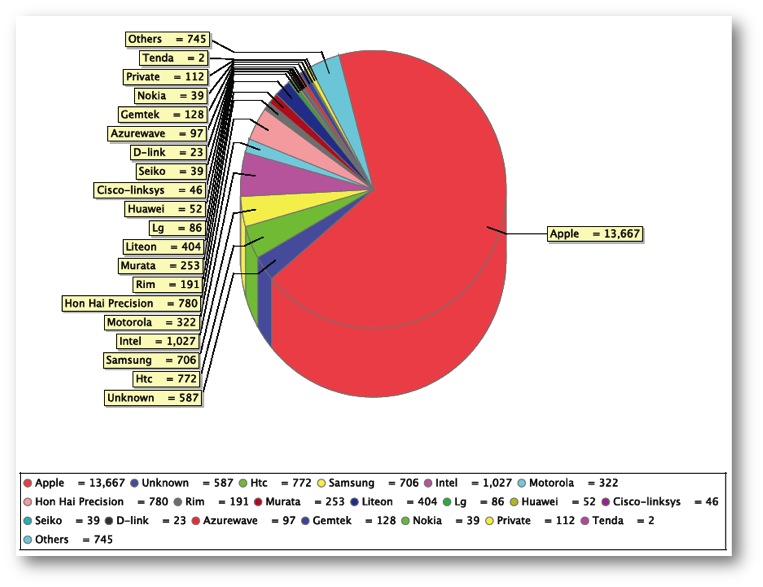 Others = 745
Tenda = 2
Private = 112
Nokia = 39
Gemtek = 128
Azurewave = 97
D-link = 23
Seiko = 39
Cisco-linksys = 46
Huawei = 52
Lg = 86
Liteon = 404
Murata = 253
Rim = 191
Hon Hai Precision = 780
Motorola = 322
Intel = 1,027
Samsung = 706
Htc = 772
Unknown = 587
Apple = 13,667
Apple = 13,667 Unknown = 587 Htc = 772 Samsung = 706 Intel = 1,027 Motorola = 322
Hon Hai Precision = 780 Rim = 191 Murata = 253 Liteon = 404 Lg = 86 Huawei = 52 Cisco-linksys = 46
Seiko = 39 D-link = 23 Azurewave = 97 Gemtek = 128 Nokia = 39 Private = 112 Tenda = 2
Others = 745